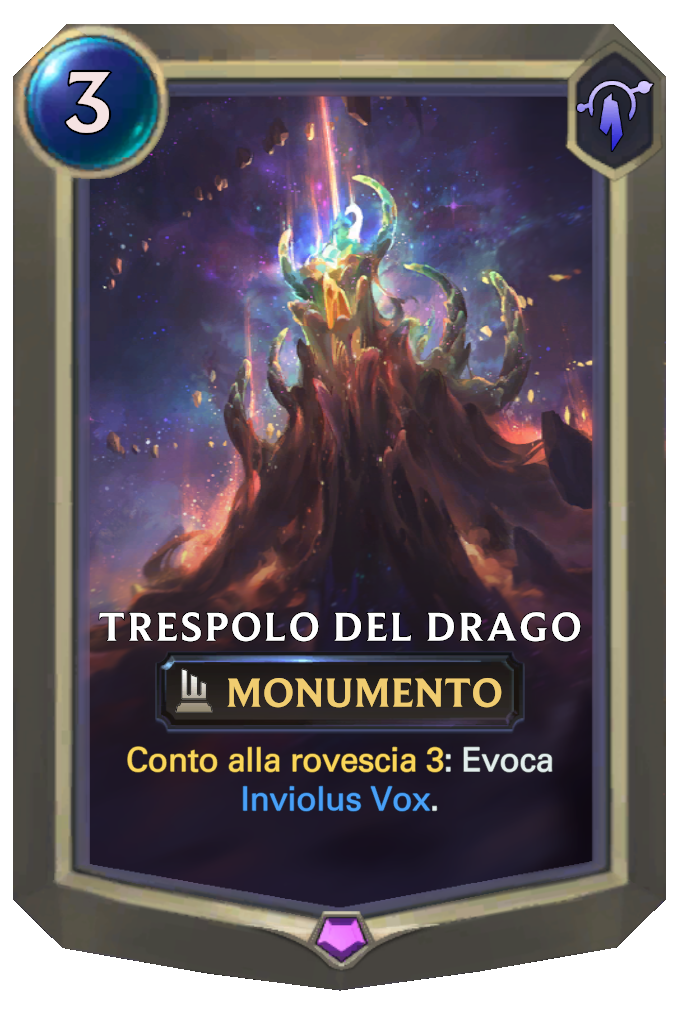 3
TRESPOLO DEL DRAGO
MONUMENTO
Conto alla rovescia 3: Evoca
Inviolus Vox.